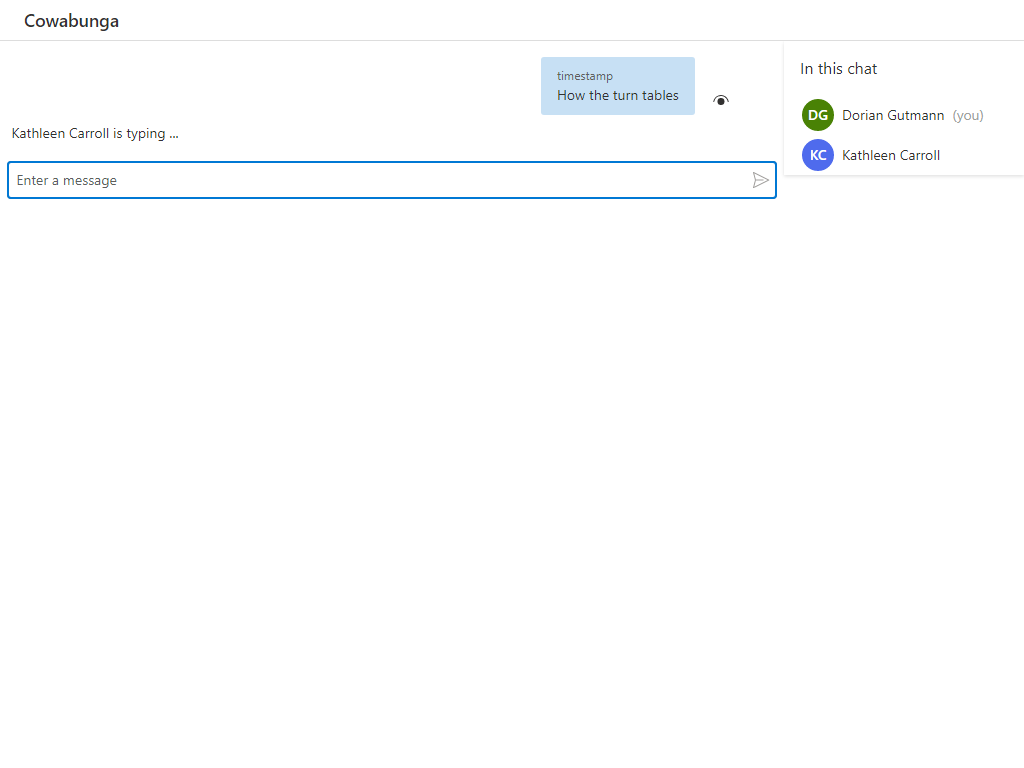 Cowabunga
timestamp
How the turn tables
Kathleen Carroll is typing ...
Enter a message
In this chat
DG Dorian Gutmann (you)
KC Kathleen Carroll